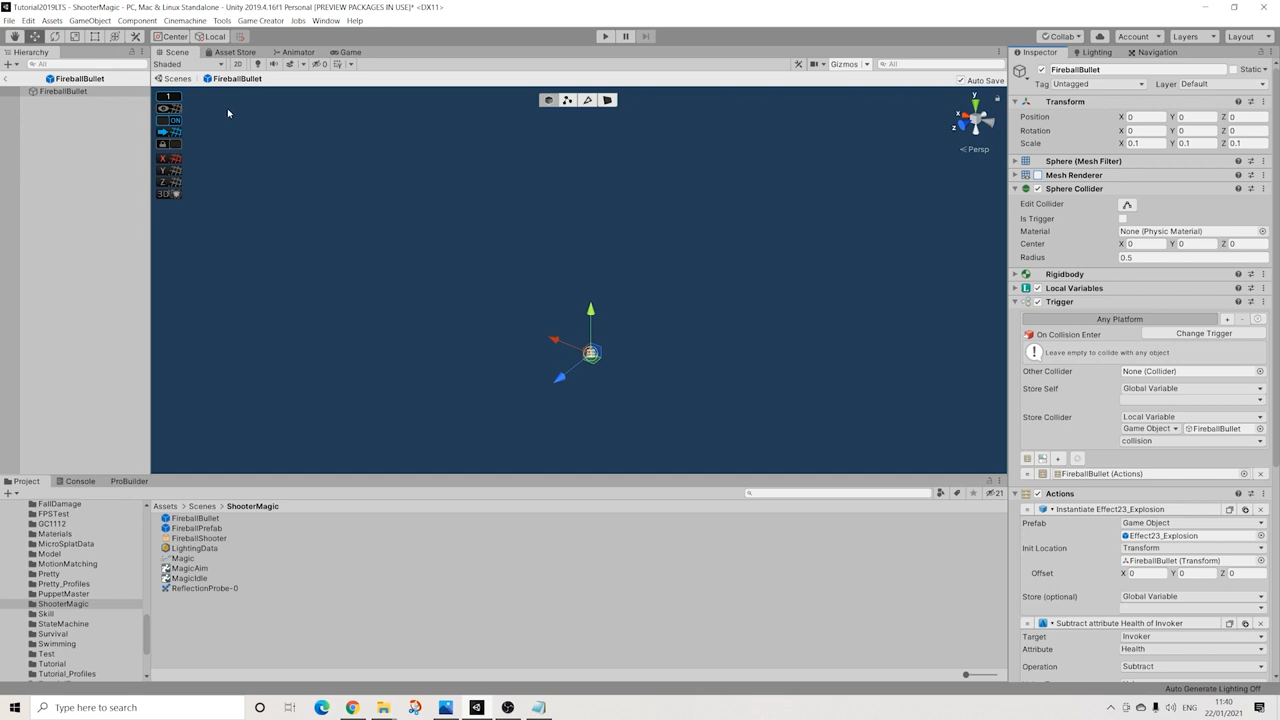 Tutorial2019LTS - ShooterMagic - PC, Mac & Linux Standalone - Unity 2019.4.16f1 Personal [PREVIEW PACKAGES IN USE]* <DX11>
File Edit Assets GameObject Component Cinemachine Tools Game Creator Jobs Window Help
Center Local Collab Account Layers Layout
Hierarchy Scene Asset Store Animator Game Inspector Lighting Navigation
All Shaded 2D 0 Gizmos All FireballBullet Static
FireballBullet Scenes FireballBullet Auto Save Tag Untagged Layer Default
FireballBullet
1
ON
X
Y
Z
3D
y
x
z
Persp
Transform
Position X 0 Y 0 Z 0
Rotation X 0 Y 0 Z 0
Scale X 0.1 Y 0.1 Z 0.1
Sphere (Mesh Filter)
Mesh Renderer
Sphere Collider
Edit Collider
Is Trigger
Material None (Physic Material)
Center X 0 Y 0 Z 0
Radius 0.5
Rigidbody
Local Variables
Trigger
Any Platform + -
On Collision Enter Change Trigger
Leave empty to collide with any object
Other Collider None (Collider)
Store Self Global Variable
Store Collider Local Variable
Game Object FireballBullet
collision
FireballBullet (Actions)
Actions
Instantiate Effect23_Explosion
Prefab Game Object
Effect23_Explosion
Init Location Transform
FireballBullet (Transform)
Offset X 0 Y 0 Z 0
Store (optional) Global Variable
Subtract attribute Health of Invoker
Target Invoker
Attribute Health
Operation Subtract
Project Console ProBuilder
21
FallDamage
FPSTest
GC1112
Materials
MicroSplatData
Model
MotionMatching
Pretty
Pretty_Profiles
PuppetMaster
ShooterMagic
Skill
StateMachine
Survival
Swimming
Test
Tutorial
Tutorial_Profiles
Assets Scenes ShooterMagic
FireballBullet
FireballPrefab
FireballShooter
LightingData
Magic
MagicAim
MagicIdle
ReflectionProbe-0
Auto Generate Lighting Off
Type here to search
ENG
11:40
22/01/2021